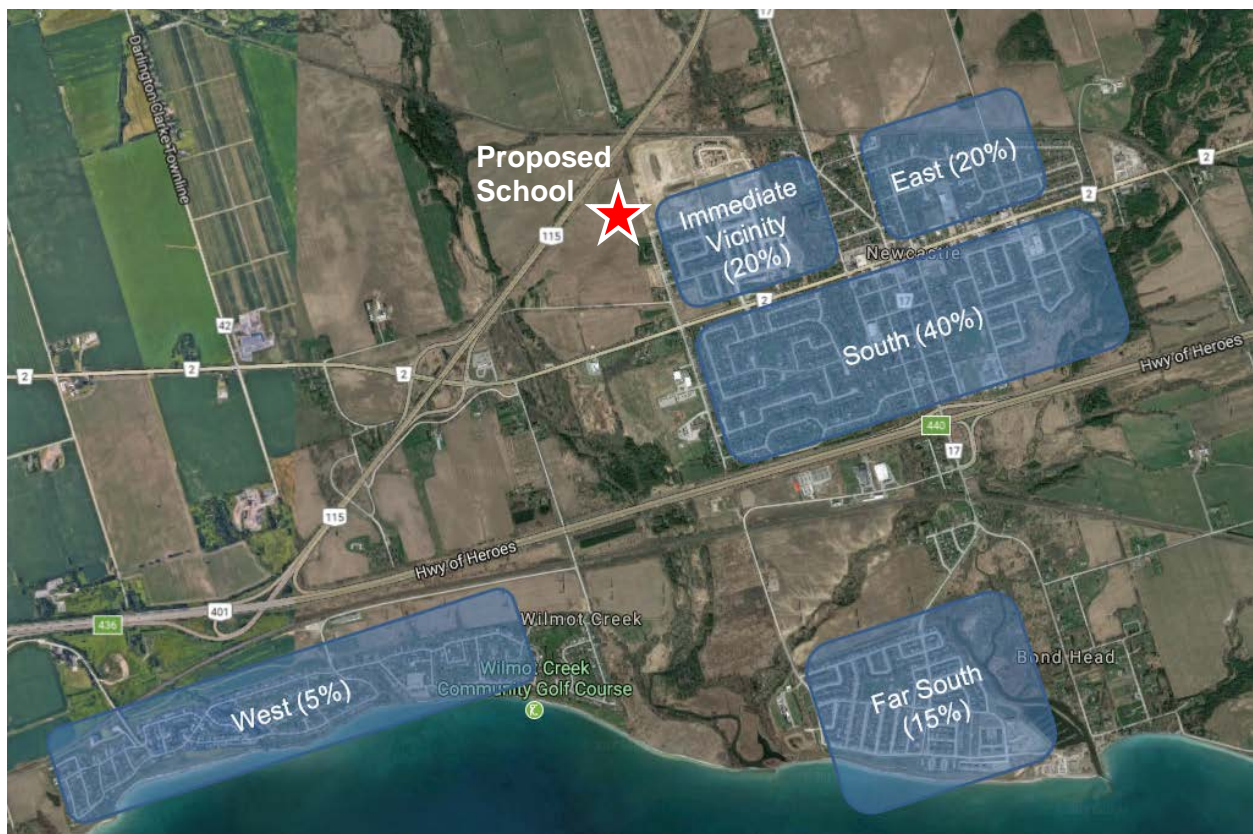 17
Darlington Clarke Townline
Proposed
School
115
East (20%)
2
Immediate
Vicinity
(20%)
Newcastle
2
17
42
South (40%)
2
2
2
Hwy of Heroes
440
17
115
Hwy of Heroes
401
436
Wilmot Creek
Wilmot Creek
Community Golf Course
Bond Head
West (5%)
Far South
(15%)